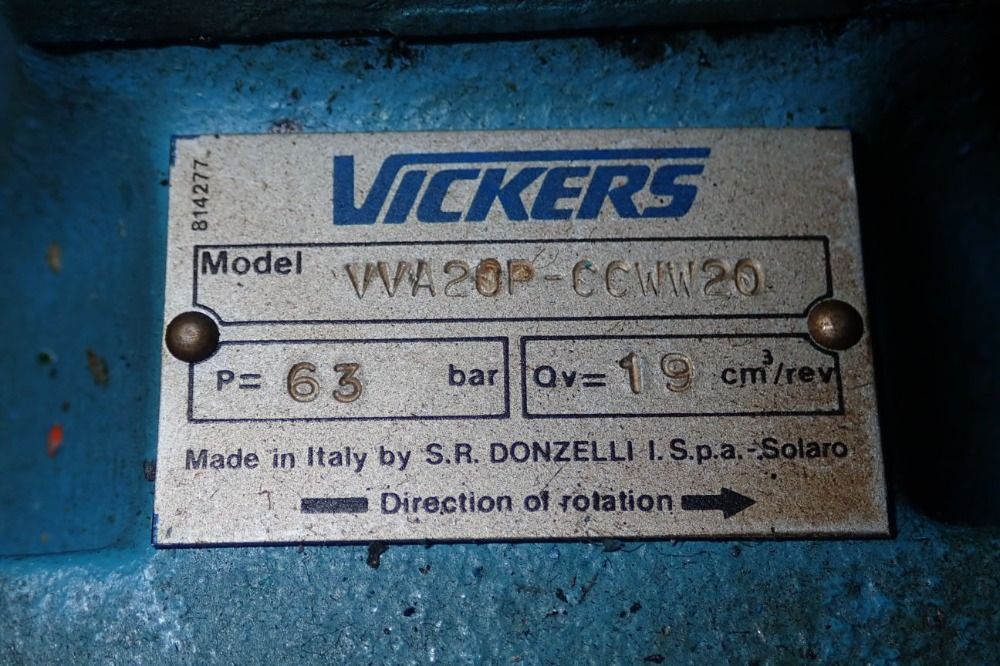 814277
VICKERS
Model VVA20P-CCWW20
P= 63 bar
Qv= 19 cm³/rev
Made in Italy by S.R. DONZELLI I.S.p.a.-Solaro
Direction of rotation